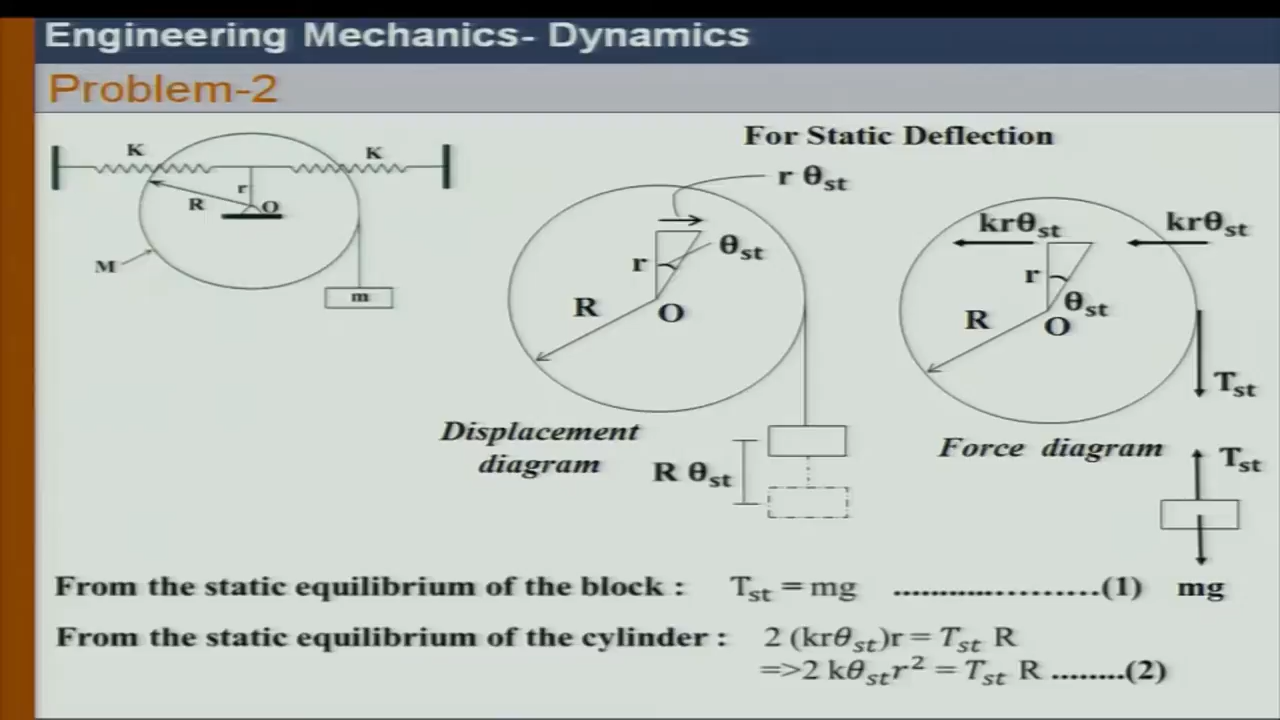 Engineering Mechanics- Dynamics
Problem-2
For Static Deflection
K
K
r
R
O
M
m
r θst
θst
r
R
O
Displacement
diagram
R θst
krθst
krθst
r
θst
R
O
Tst
Force diagram
Tst
mg
From the static equilibrium of the block : Tst = mg ....................(1)
From the static equilibrium of the cylinder : 2 (krθst)r = Tst R
=>2 kθst r² = Tst R ........(2)